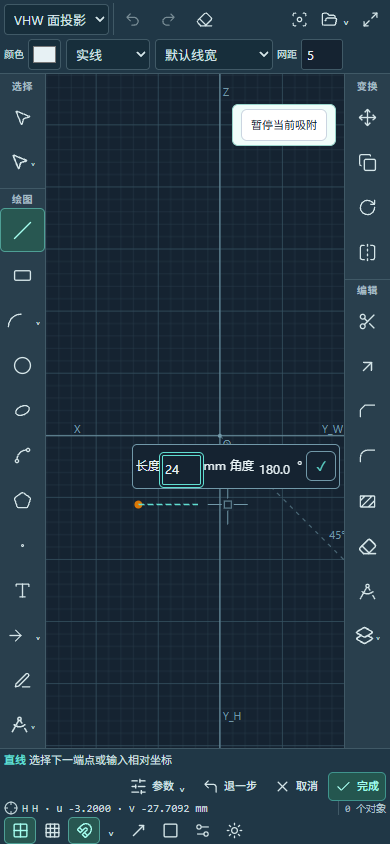 VHW 面投影
颜色 实线 默认线宽 网距 5
选择
变换
Z
暂停当前吸附
绘图
编辑
X
Y_W
长度 24 mm 角度 180.0 °
45°
T
Y_H
直线 选择下一端点或输入相对坐标
参数 退一步 取消 完成
H H · u -3.2000 · v -27.7092 mm
0 个对象